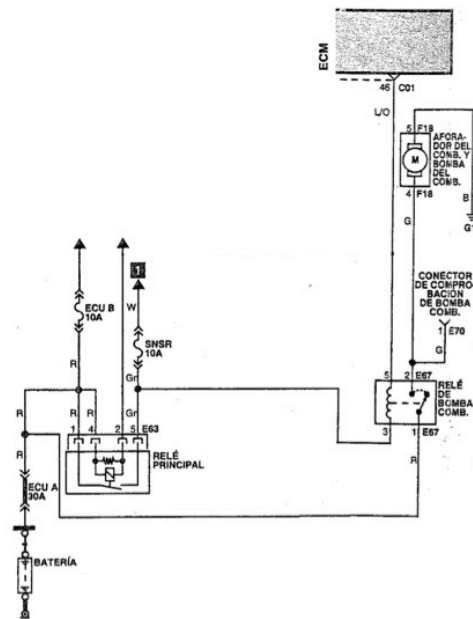 ECM
46 C01
L/O
5 F18
AFORA-
DOR DEL
COMB. Y
BOMBA
DEL
COMB.
M
4 F18
B
G
G1
CONECTOR
DE COMPRO
BACIÓN
DE BOMBA
COMB.
1 E70
G
ECU B
10A
W
SNSR
10A
R
Gr
5 2 E67
RELÉ
DE
BOMBA
COMB.
3 1 E67
R
R R R Gr
1 4 2 5 E63
RELÉ
PRINCIPAL
R
ECU A
30A
BATERÍA